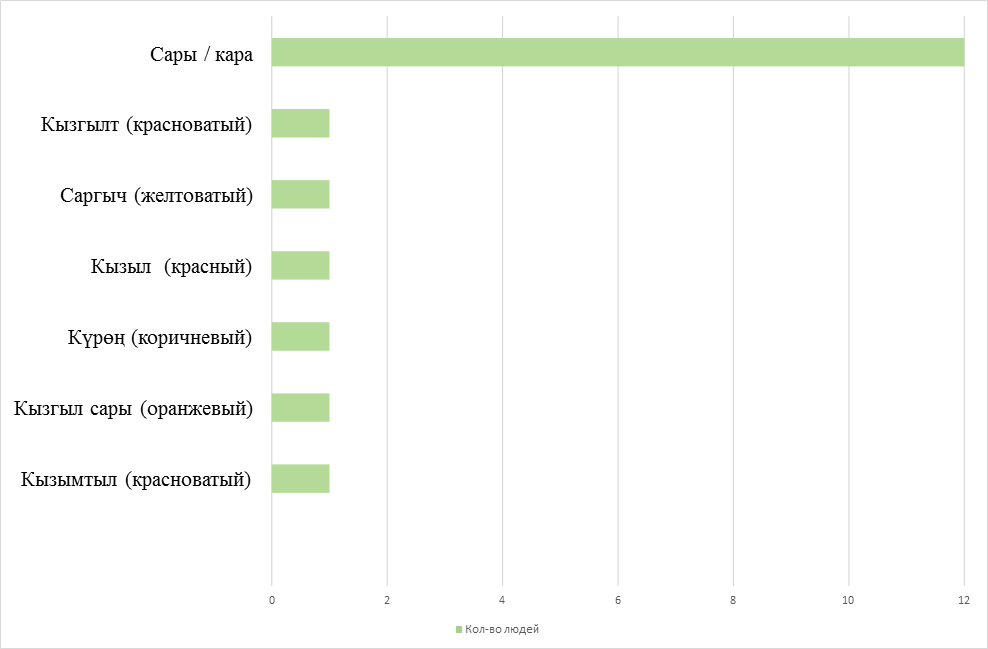 Сары / кара
Кызгылт (красноватый)
Саргыч (желтоватый)
Кызыл (красный)
Күрөң (коричневый)
Кызгыл сары (оранжевый)
Кызымтыл (красноватый)
0 2 4 6 8 10 12
Кол-во людей